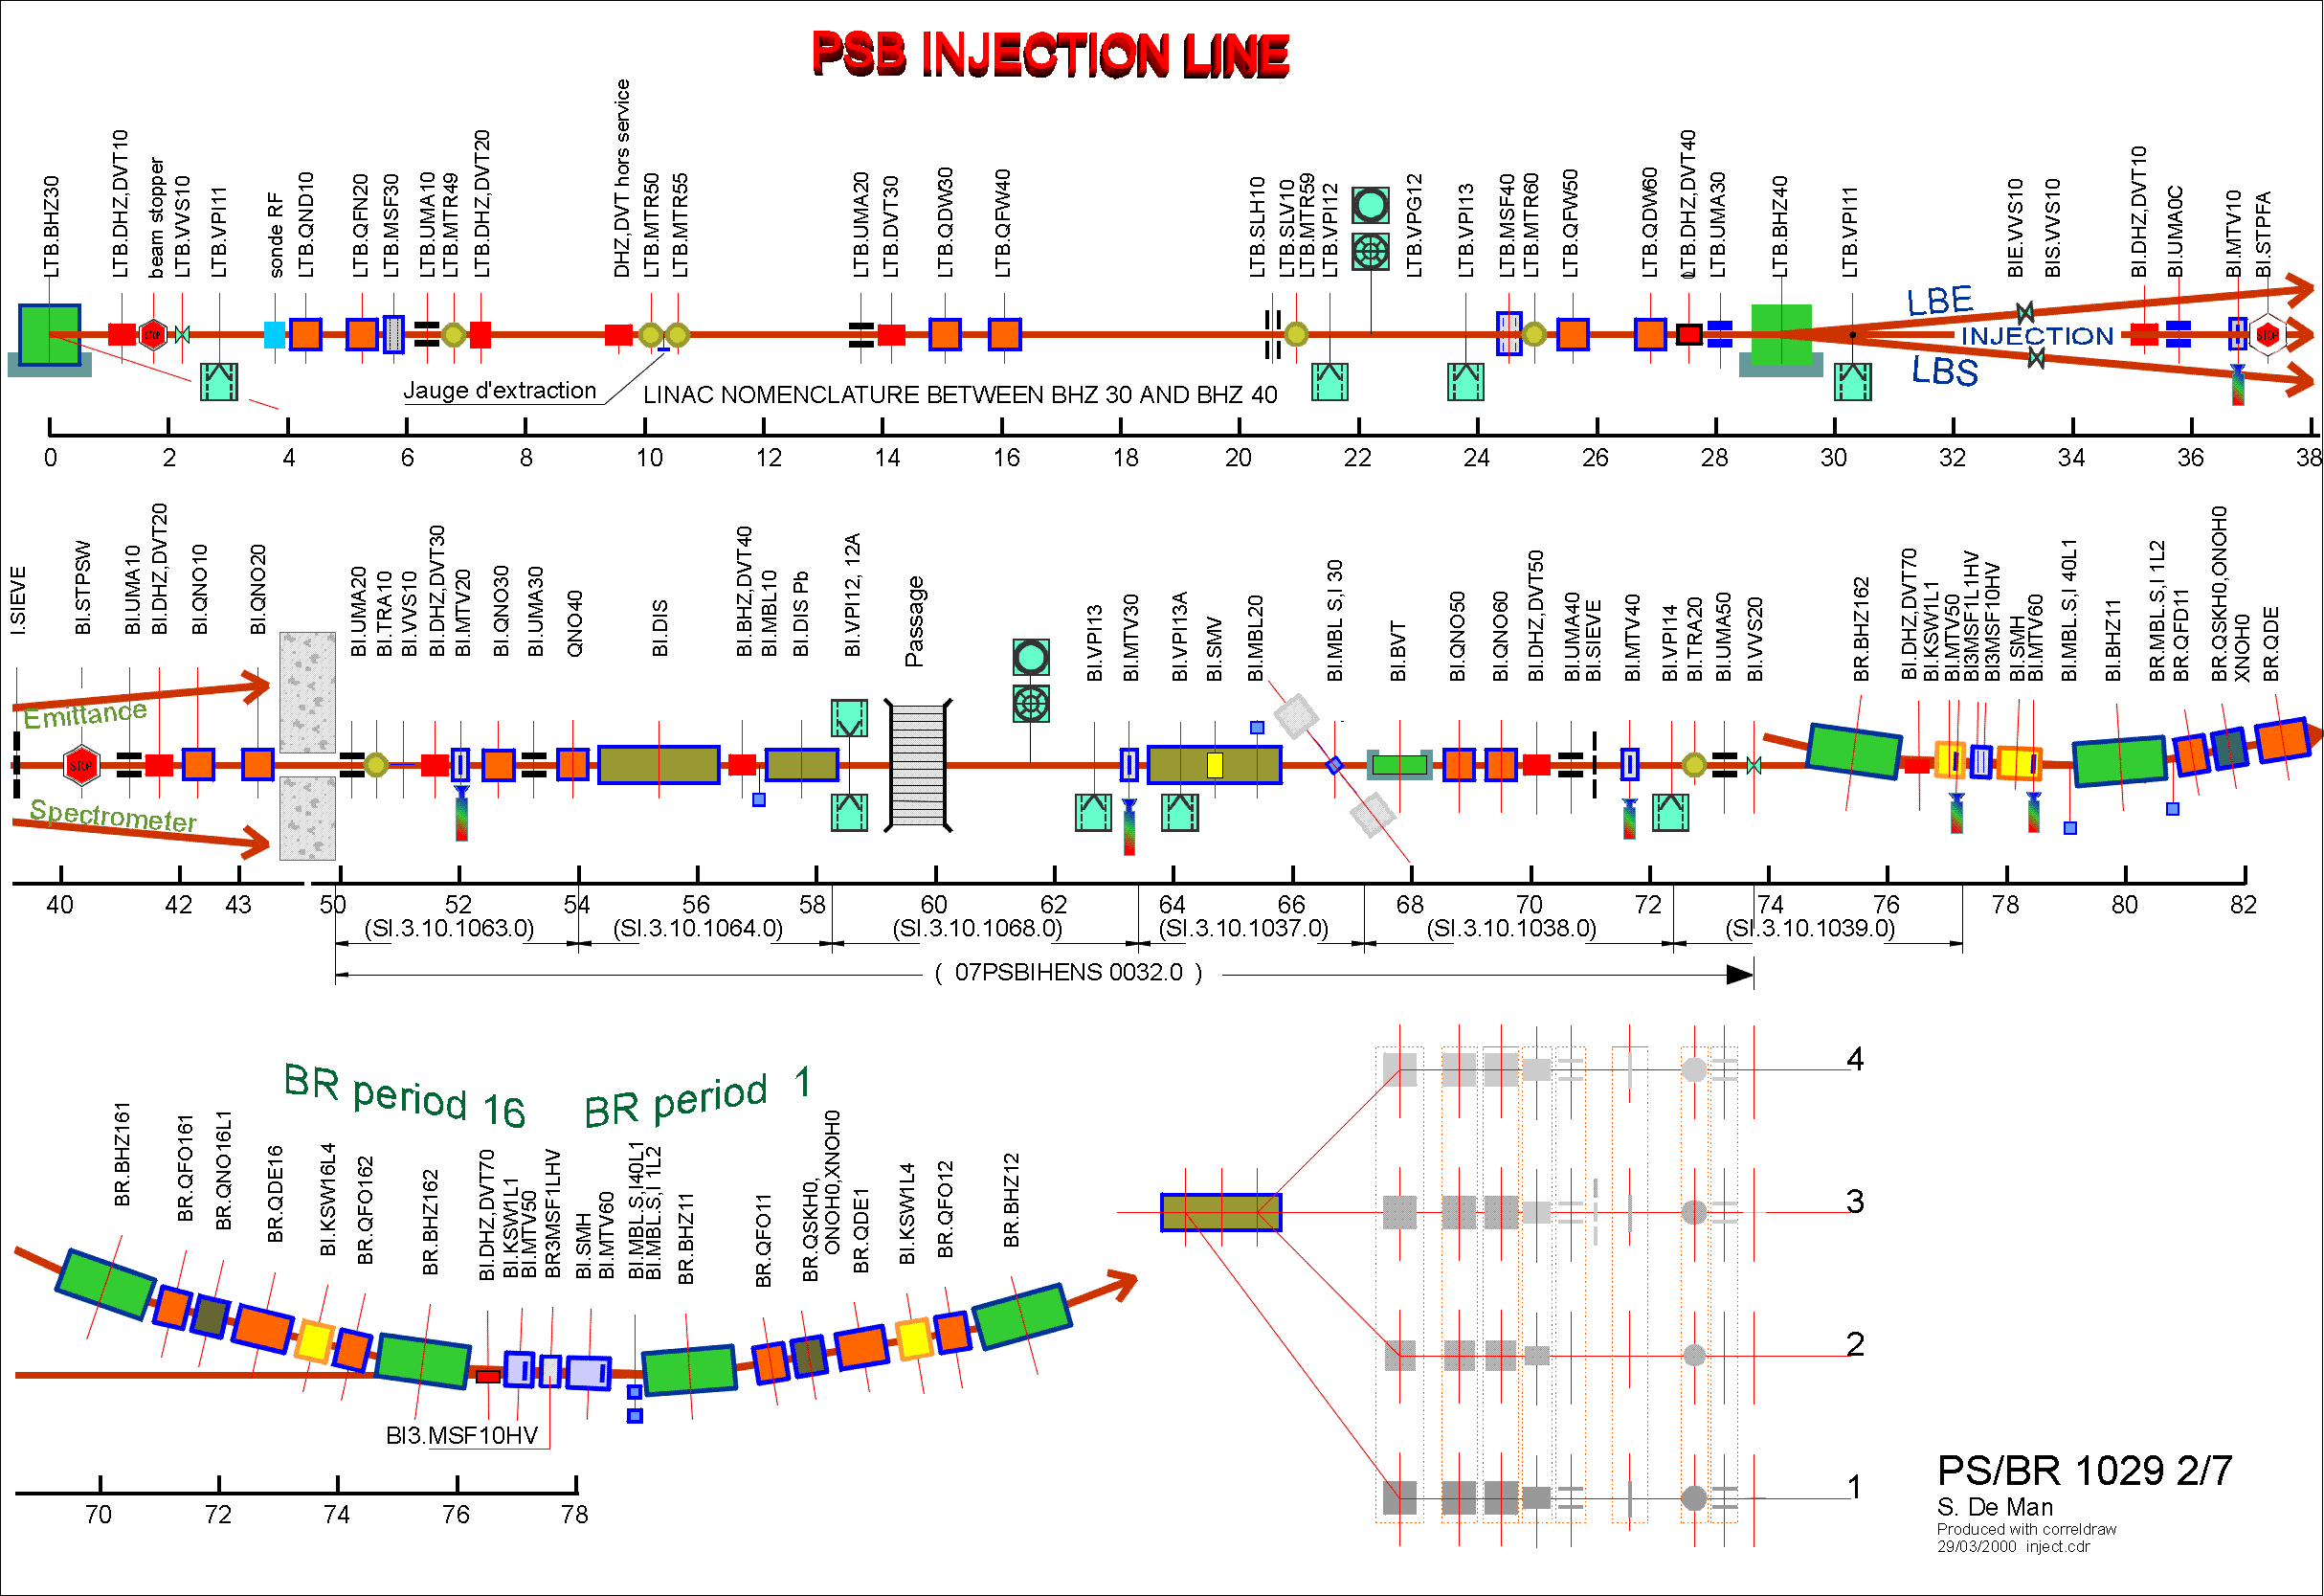 PSB INJECTION LINE
LTB.BHZ30
LTB.DHZ,DVT10
beam stopper
LTB.VVS10
LTB.VPI11
sonde RF
LTB.QND10
LTB.QFN20
LTB.MSF30
LTB.UMA10
LTB.MTR49
LTB.DHZ,DVT20
DHZ,DVT hors service
LTB.MTR50
LTB.MTR55
LTB.UMA20
LTB.DVT30
LTB.QDW30
LTB.QFW40
LTB.SLH10
LTB.SLV10
LTB.MTR59
LTB.VPI12
LTB.VPG12
LTB.VPI13
LTB.MSF40
LTB.MTR60
LTB.QFW50
LTB.QDW60
LTB.DHZ,DVT40
LTB.UMA30
LTB.BHZ40
LTB.VPI11
BIE.VVS10
BIS.VVS10
BI.DHZ,DVT10
BI.UMA0C
BI.MTV10
BI.STPFA
STOP
LBE
INJECTION
LBS
STOP
Jauge d'extraction
LINAC NOMENCLATURE BETWEEN BHZ 30 AND BHZ 40
0 2 4 6 8 10 12 14 16 18 20 22 24 26 28 30 32 34 36 38
I.SIEVE
BI.STPSW
BI.UMA10
BI.DHZ,DVT20
BI.QNO10
BI.QNO20
BI.UMA20
BI.TRA10
BI.VVS10
BI.DHZ,DVT30
BI.MTV20
BI.QNO30
BI.UMA30
QNO40
BI.DIS
BI.BHZ,DVT40
BI.MBL10
BI.DIS Pb
BI.VPI12, 12A
Passage
BI.VPI13
BI.MTV30
BI.VPI13A
BI.SMV
BI.MBL20
BI.MBL S,I 30
BI.BVT
BI.QNO50
BI.QNO60
BI.DHZ,DVT50
BI.UMA40
BI.SIEVE
BI.MTV40
BI.VPI14
BI.TRA20
BI.UMA50
BI.VVS20
BR.BHZ162
BI.DHZ,DVT70
BI.KSW1L1
BI.MTV50
BI3MSF1L1HV
BI3MSF10HV
BI.SMH
BI.MTV60
BI.MBL.S,I 40L1
BI.BHZ11
BR.MBL.S,I 1L2
BR.QFD11
BR.QQSKH0,ONOH0
XNOH0
BR.QDE
Emittance
STOP
Spectrometer
40 42 43 50 52 54 56 58 60 62 64 66 68 70 72 74 76 78 80 82
(SI.3.10.1063.0) (SI.3.10.1064.0) (SI.3.10.1068.0) (SI.3.10.1037.0) (SI.3.10.1038.0) (SI.3.10.1039.0)
( 07PSBIHENS 0032.0 )
BR period 16
BR period 1
BR.BHZ161
BR.QFO161
BR.QNO16L1
BR.QDE16
BI.KSW16L4
BR.QFO162
BR.BHZ162
BI.DHZ,DVT70
BI.KSW1L1
BI.MTV50
BR3MSF1LHV
BI.SMH
BI.MTV60
BI.MBL.S,I40L1
BI.MBL.S,I 1L2
BR.BHZ11
BR.QFO11
BR.QSKH0,
ONOH0,XNOH0
BR.QDE1
BI.KSW1L4
BR.QFO12
BR.BHZ12
BI3.MSF10HV
70 72 74 76 78
4
3
2
1
PS/BR 1029 2/7
S. De Man
Produced with correldraw
29/03/2000 inject.cdr